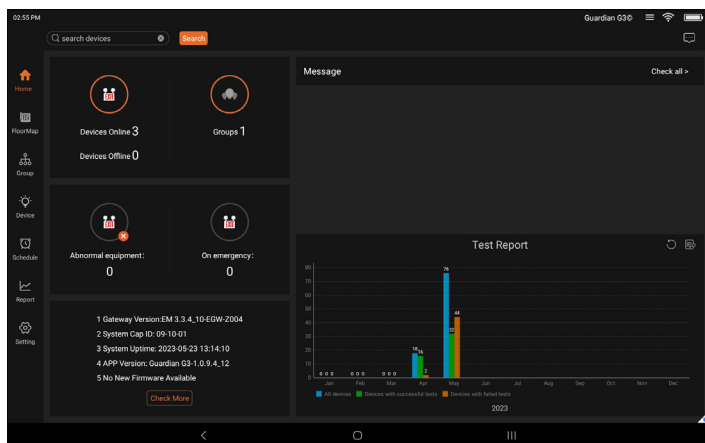 02:55 PM
Guardian G3©
search devices
Search
Home
FloorMap
Group
Device
Schedule
Report
Setting
Devices Online 3
Devices Offline 0
Groups 1
EXIT
Abnormal equipment:
0
EXIT
On emergency:
0
EXIT
1 Gateway Version:EM 3.3.4_10-EGW-Z004
2 System Cap ID: 09-10-01
3 System Uptime: 2023-05-23 13:14:10
4 APP Version: Guardian G3-1.0.9.4_12
5 No New Firmware Available
Check More
Message
Check all >
Test Report
80
70
60
50
40
30
20
10
0
0 0 0
0 0 0
0 0 0
18
16
2
76
32
44
Jan Feb Mar Apr May Jun Jul Aug Sep Oct Nov Dec
All devices Devices with successful tests Devices with failed tests
2023